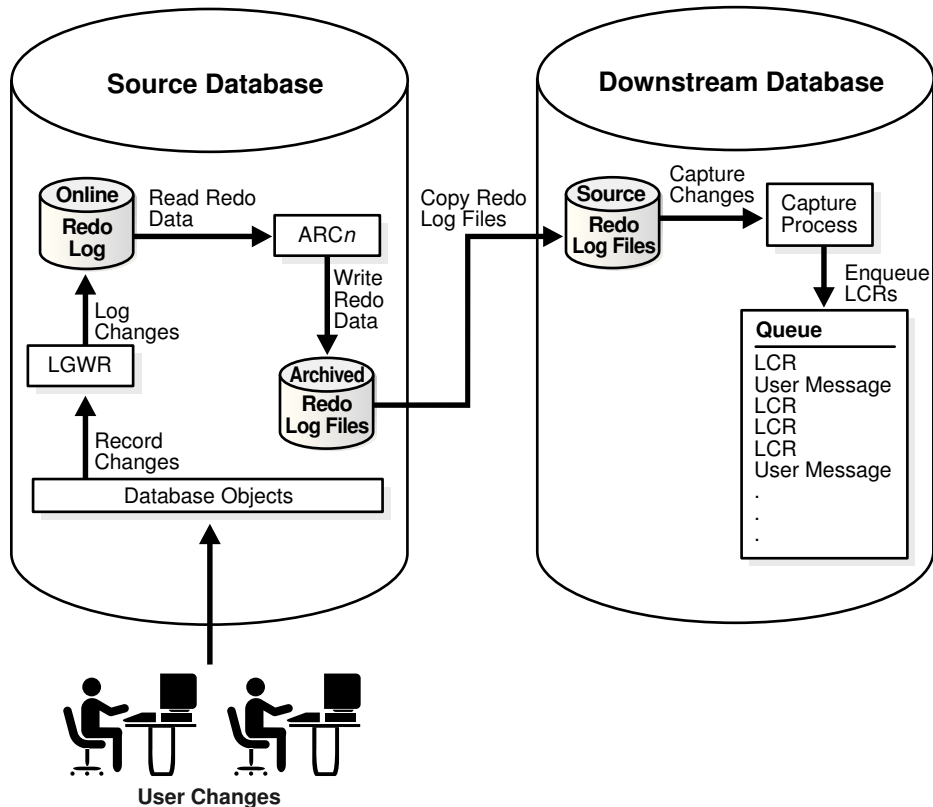 Source Database
Downstream Database
Online
Redo
Log
Read Redo
Data
ARCn
Write
Redo
Data
Log
Changes
LGWR
Archived
Redo
Log Files
Record
Changes
Database Objects
Copy Redo
Log Files
Source
Redo
Log Files
Capture
Changes
Capture
Process
Enqueue
LCRs
Queue
LCR
User Message
LCR
LCR
LCR
User Message
.
.
.
User Changes